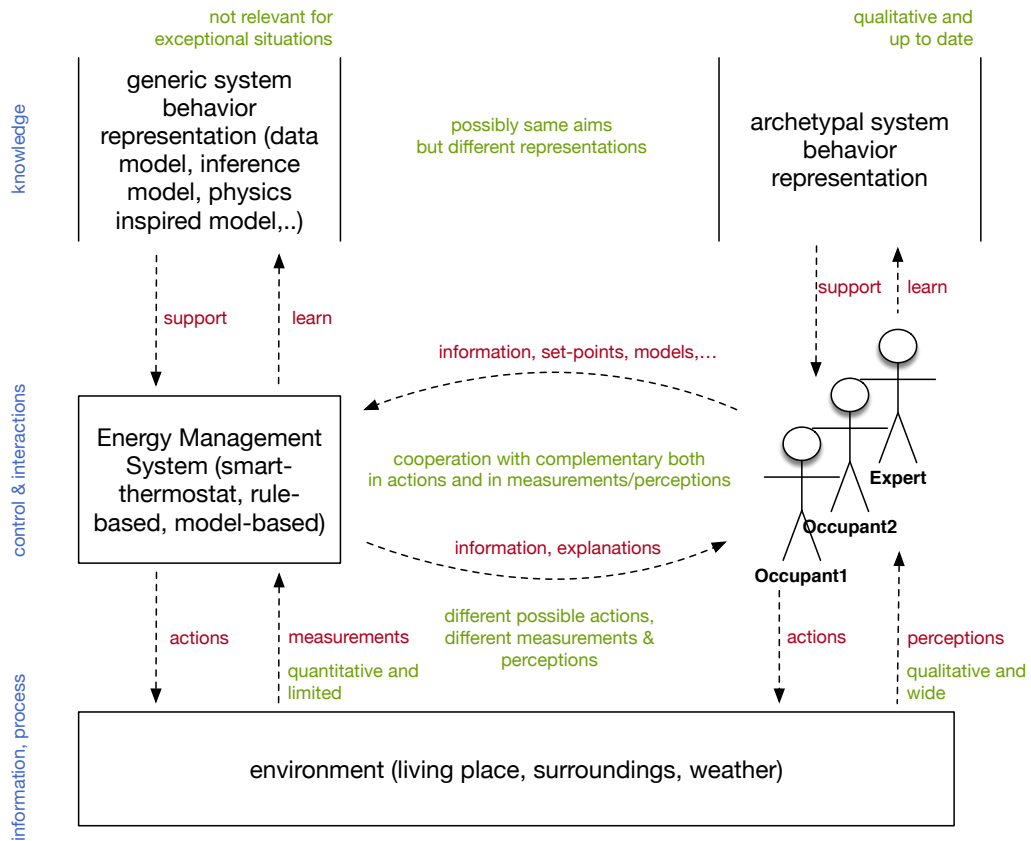 not relevant for
exceptional situations
qualitative and
up to date
knowledge
generic system
behavior
representation (data
model, inference
model, physics
inspired model,..)
possibly same aims
but different representations
archetypal system
behavior
representation
support
learn
support
learn
control & interactions
information, set-points, models,...
Energy Management
System (smart-
thermostat, rule-
based, model-based)
cooperation with complementary both
in actions and in measurements/perceptions
Expert
Occupant2
Occupant1
information, explanations
actions
measurements
quantitative and
limited
different possible actions,
different measurements &
perceptions
actions
perceptions
qualitative and
wide
information, process
environment (living place, surroundings, weather)